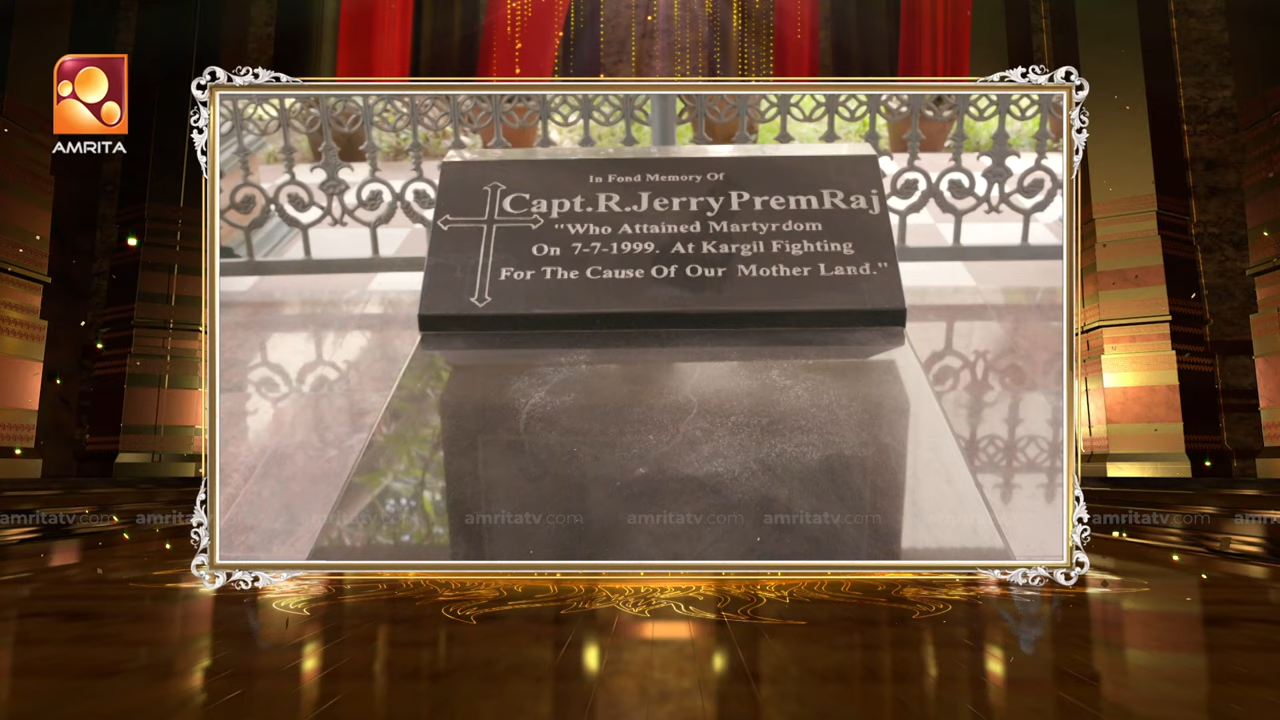 AMRITA
In Fond Memory Of
Capt.R.JerryPremRaj
"Who Attained Martyrdom
On 7-7-1999. At Kargil Fighting
For The Cause Of Our Mother Land."
amritatv.com amritatv.com amritatv.com amritatv.com amritatv.com amritatv.com amrita